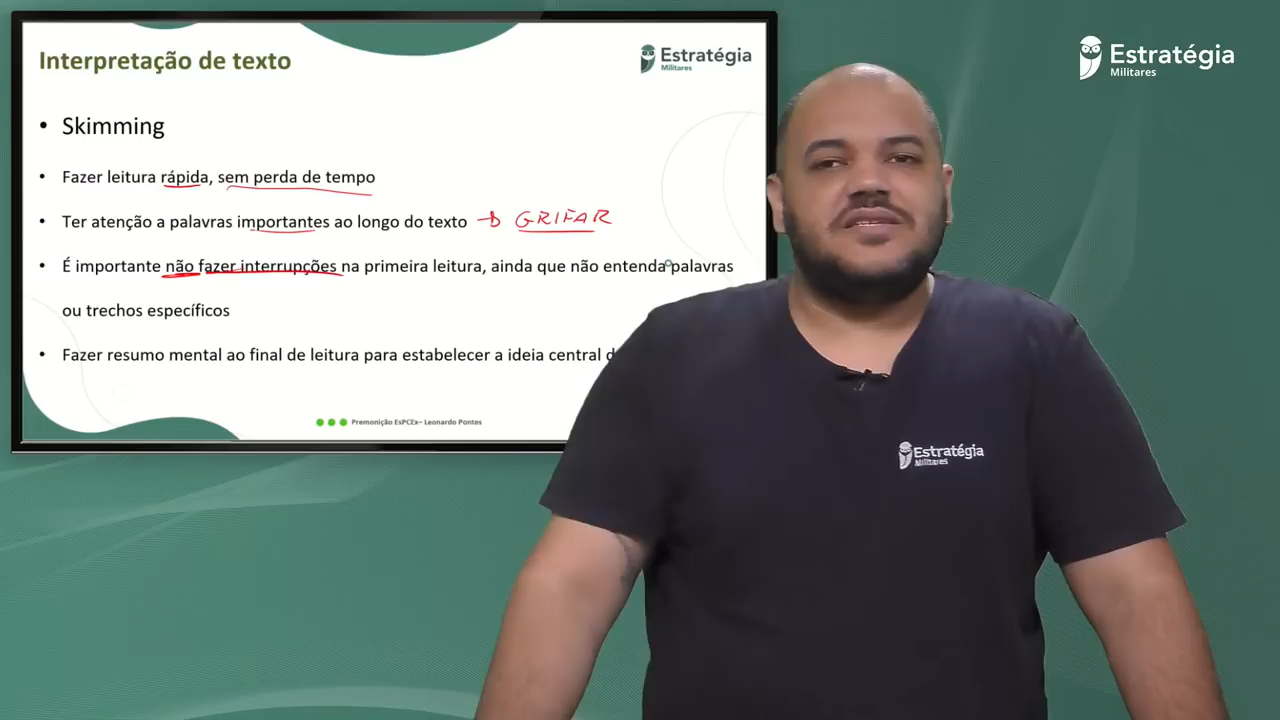 Interpretação de texto
Estratégia
Militares
Estratégia
Militares
• Skimming
• Fazer leitura rápida, sem perda de tempo
• Ter atenção a palavras importantes ao longo do texto → GRIFAR
• É importante não fazer interrupções na primeira leitura, ainda que não entenda palavras
ou trechos específicos
• Fazer resumo mental ao final de leitura para estabelecer a ideia central
Premonição EsPCEx– Leonardo Pontes
Estratégia
Militares